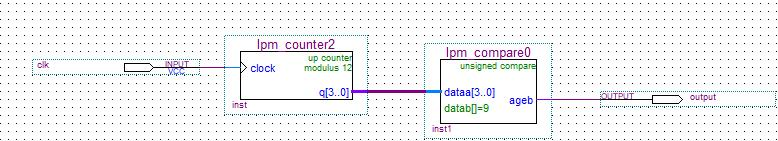 lpm_counter2
lpm_compare0
up counter
modulus 12
unsigned compare
clk
INPUT
VCC
clock
q[3..0]
dataa[3..0]
datab[]=9
ageb
OUTPUT
output
inst
inst1